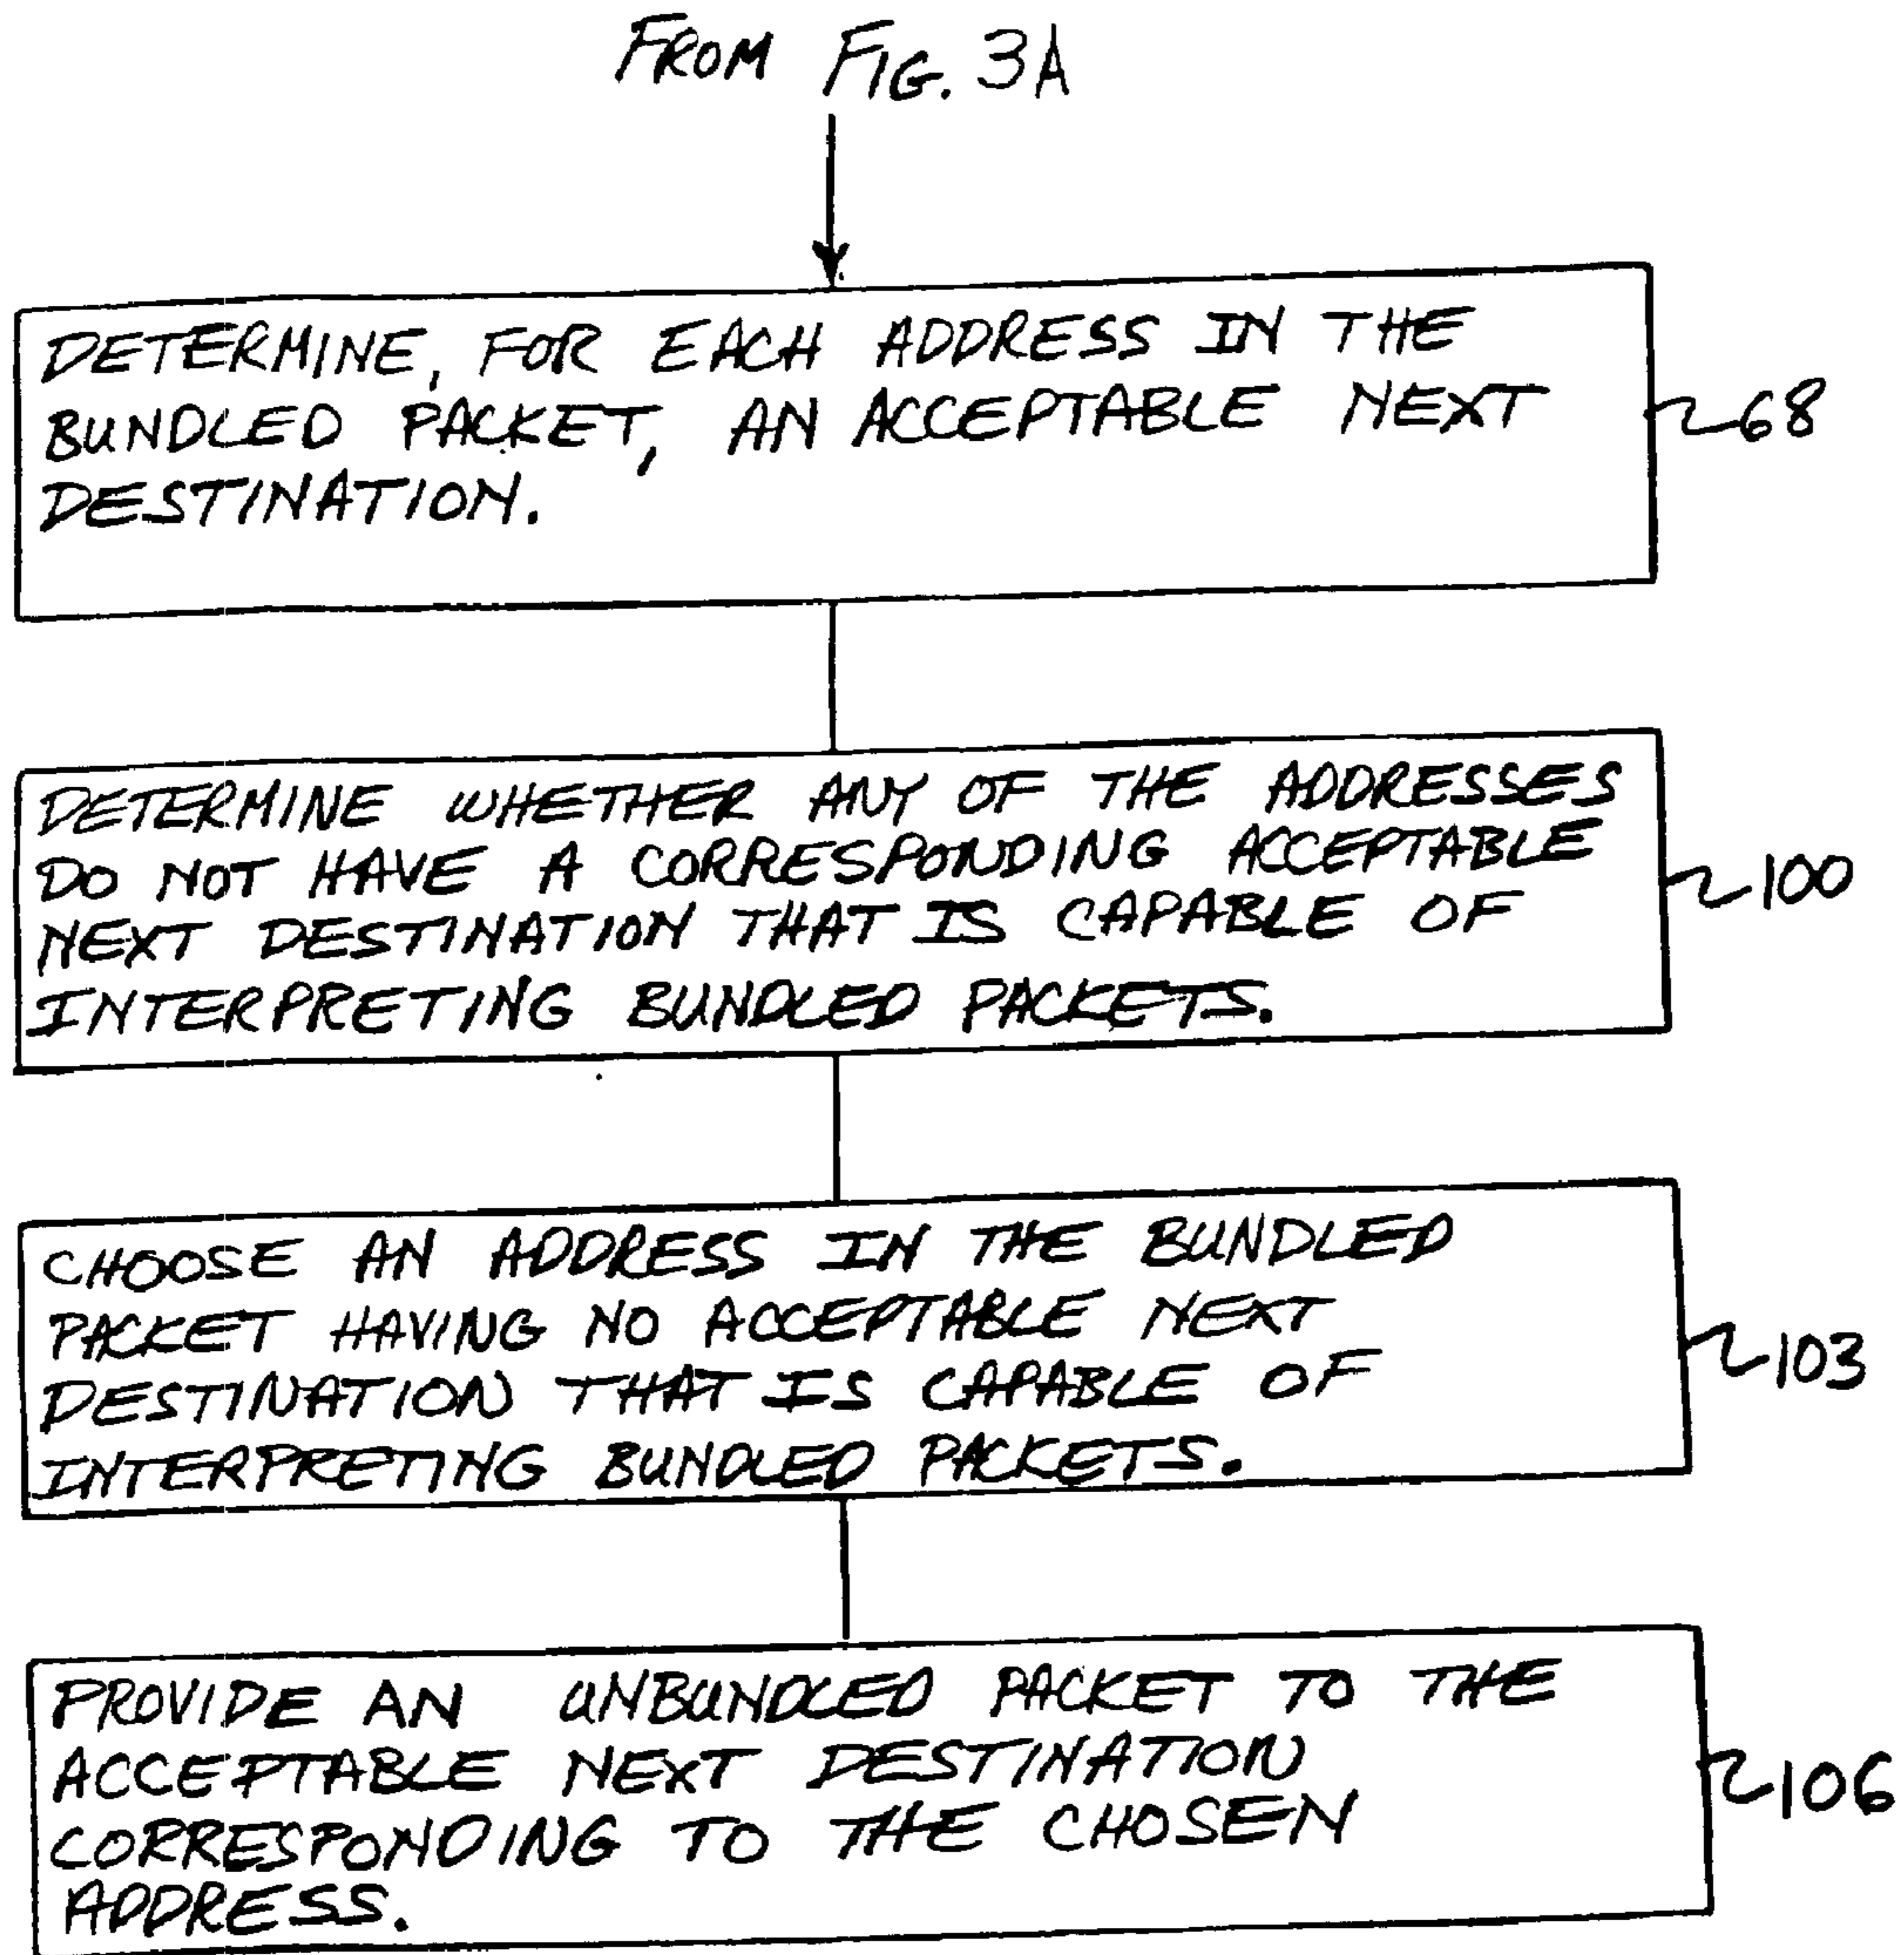 FROM FIG. 3A
DETERMINE, FOR EACH ADDRESS IN THE
BUNDLED PACKET, AN ACCEPTABLE NEXT
DESTINATION.
68
DETERMINE WHETHER ANY OF THE ADDRESSES
DO NOT HAVE A CORRESPONDING ACCEPTABLE
NEXT DESTINATION THAT IS CAPABLE OF
INTERPRETING BUNDLED PACKETS.
100
CHOOSE AN ADDRESS IN THE BUNDLED
PACKET HAVING NO ACCEPTABLE NEXT
DESTINATION THAT IS CAPABLE OF
INTERPRETING BUNDLED PACKETS.
103
PROVIDE AN UNBUNDLED PACKET TO THE
ACCEPTABLE NEXT DESTINATION
CORRESPONDING TO THE CHOSEN
ADDRESS.
106